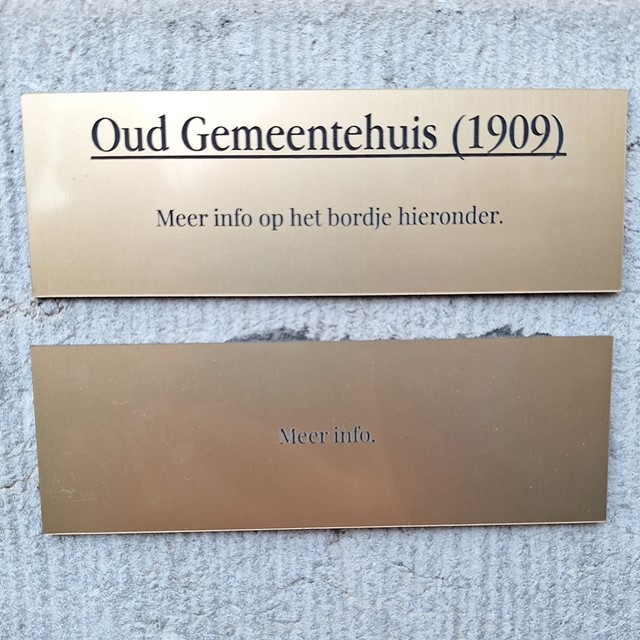 Oud Gemeentehuis (1909)
Meer info op het bordje hieronder.
Meer info.